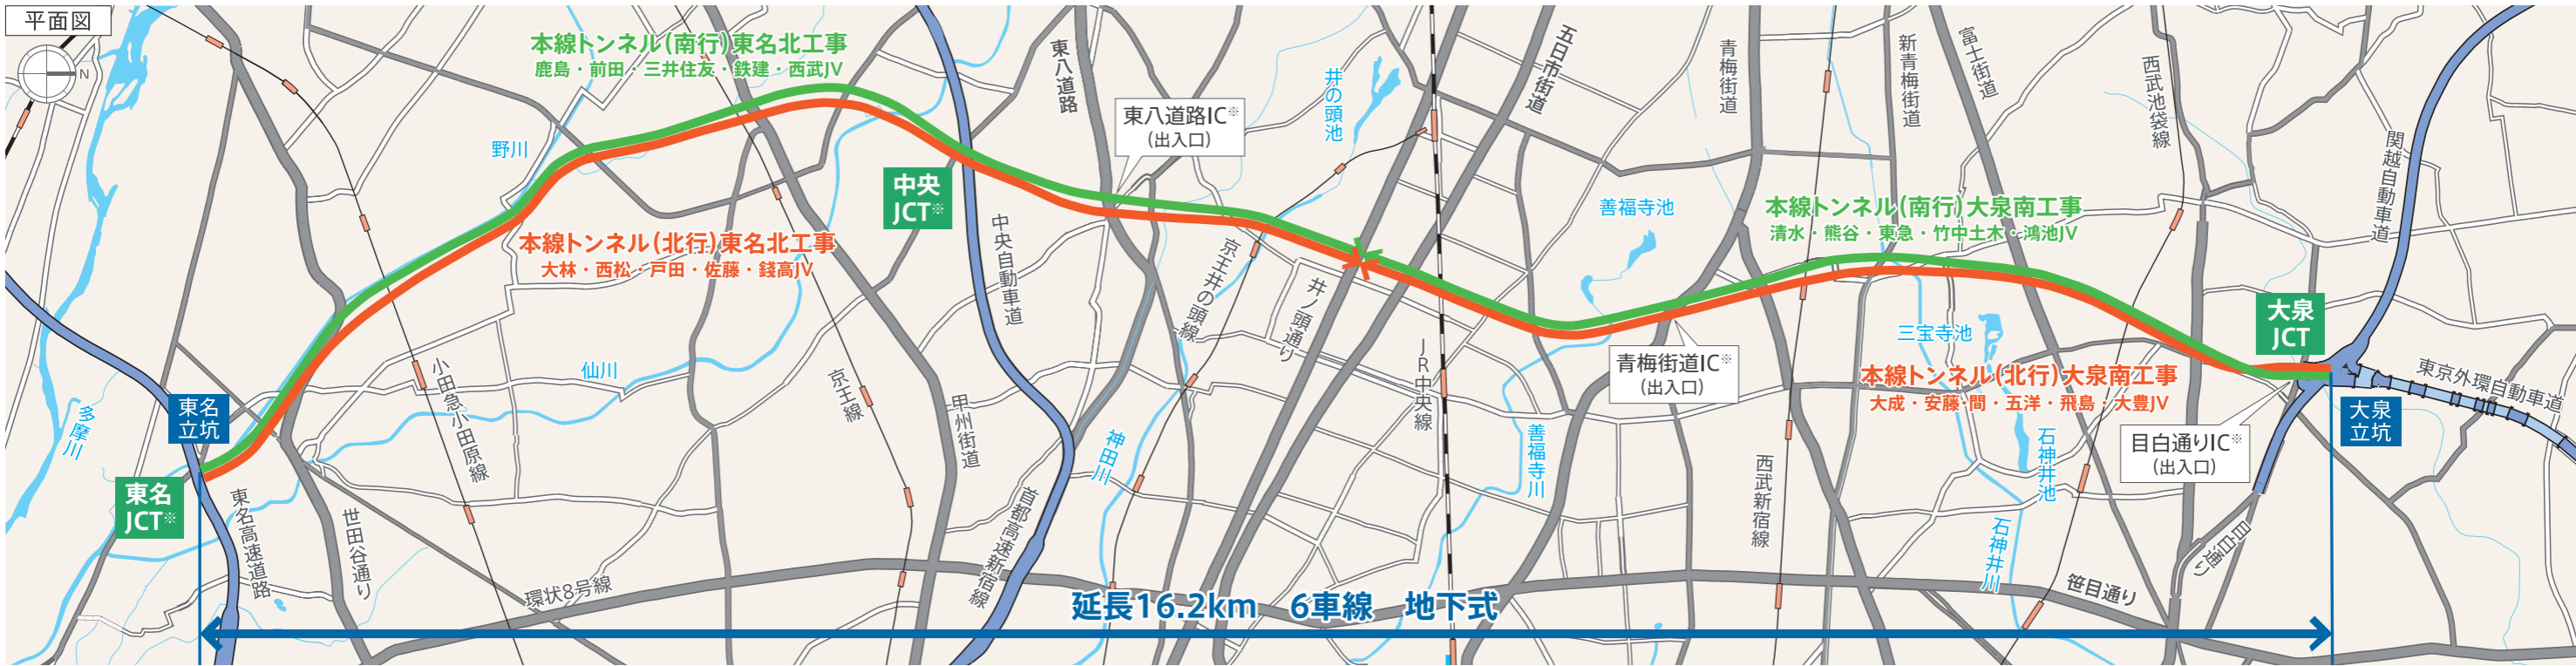 平面図
N
本線トンネル(南行)東名北工事
鹿島・前田・三井住友・鉄建・西武JV
東八道路
五日市街道
青梅街道
新青梅街道
富士街道
西武池袋線
関越自動車道
井の頭池
東八道路IC※
(出入口)
野川
中央
JCT※
善福寺池
本線トンネル(南行)大泉南工事
清水・熊谷・東急・竹中土木・鴻池JV
本線トンネル(北行)東名北工事
大林・西松・戸田・佐藤・錢高JV
中央自動車道
京王井の頭線
井ノ頭通り
JR中央線
大泉
JCT
三宝寺池
青梅街道IC※
(出入口)
本線トンネル(北行)大泉南工事
大成・安藤・間・五洋・飛島・大豊JV
東京外環自動車道
仙川
小田急小田原線
京王線
甲州街道
多摩川
東名
立坑
大泉
立坑
神田川
善福寺川
西武新宿線
石神井池
目白通りIC※
(出入口)
東名
JCT※
東名高速道路
世田谷通り
首都高速新宿線
石神井川
目白通り
環状8号線
笹目通り
延長16.2km 6車線 地下式